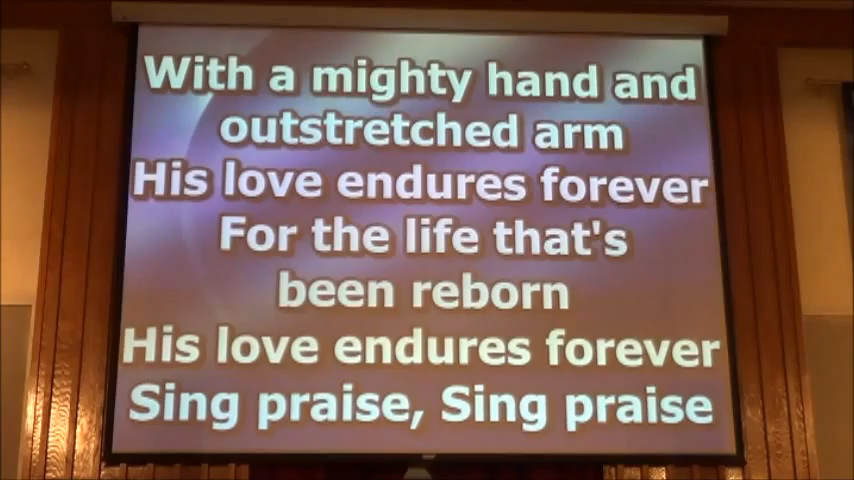 With a mighty hand and
outstretched arm
His love endures forever
For the life that's
been reborn
His love endures forever
Sing praise, Sing praise